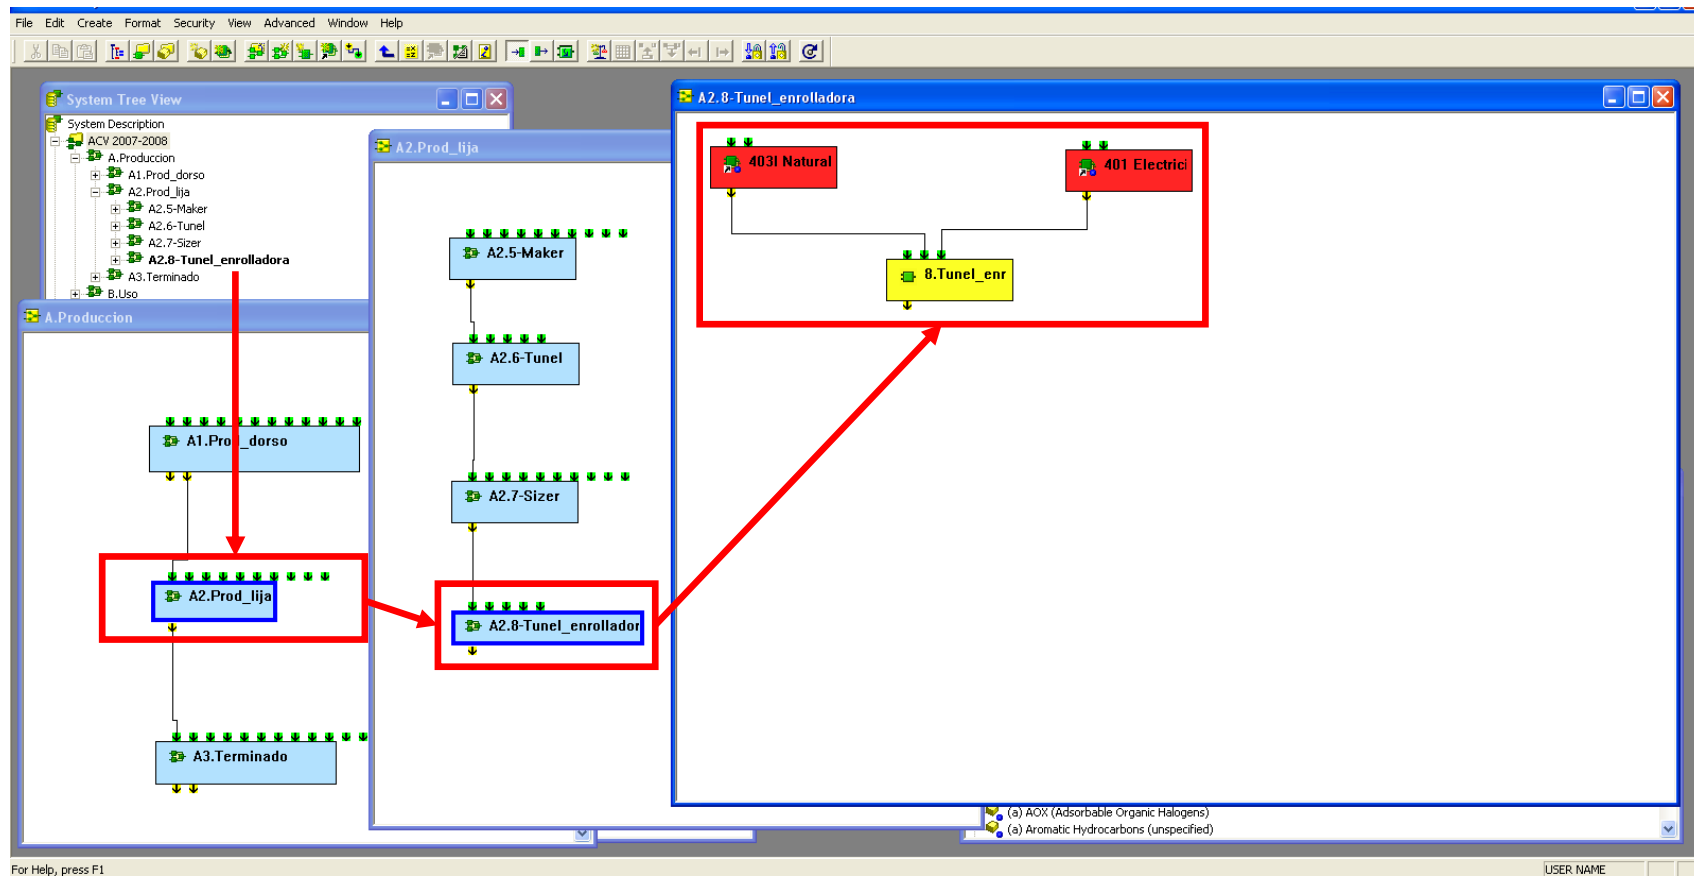 File Edit Create Format Security View Advanced Window Help
System Tree View
System Description
ACV 2007-2008
A.Produccion
A1.Prod_dorso
A2.Prod_lija
A2.5-Maker
A2.6-Tunel
A2.7-Sizer
A2.8-Tunel_enrolladora
A3.Terminado
B.Uso
A.Produccion
A1.Prod_dorso
A2.Prod_lija
A3.Terminado
A2.Prod_lija
A2.5-Maker
A2.6-Tunel
A2.7-Sizer
A2.8-Tunel_enrollador
A2.8-Tunel_enrolladora
403I Natural
401 Electrici
8.Tunel_enr
(a) AOX (Adsorbable Organic Halogens)
(a) Aromatic Hydrocarbons (unspecified)
For Help, press F1
USER NAME